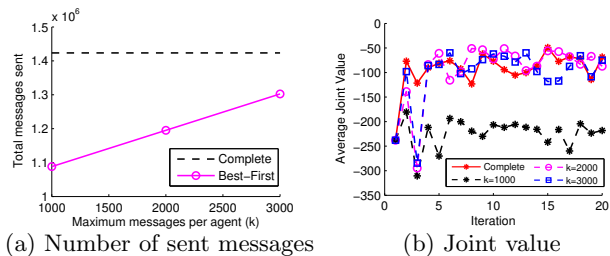 x 10^6
1.5
1.4
1.3
1.2
1.1
1
1000
2000
3000
Total messages sent
Maximum messages per agent (k)
Complete
Best−First
(a) Number of sent messages
0
−50
−100
−150
−200
−250
−300
−350
0
5
10
15
20
Average Joint Value
Iteration
Complete
k=1000
k=2000
k=3000
(b) Joint value